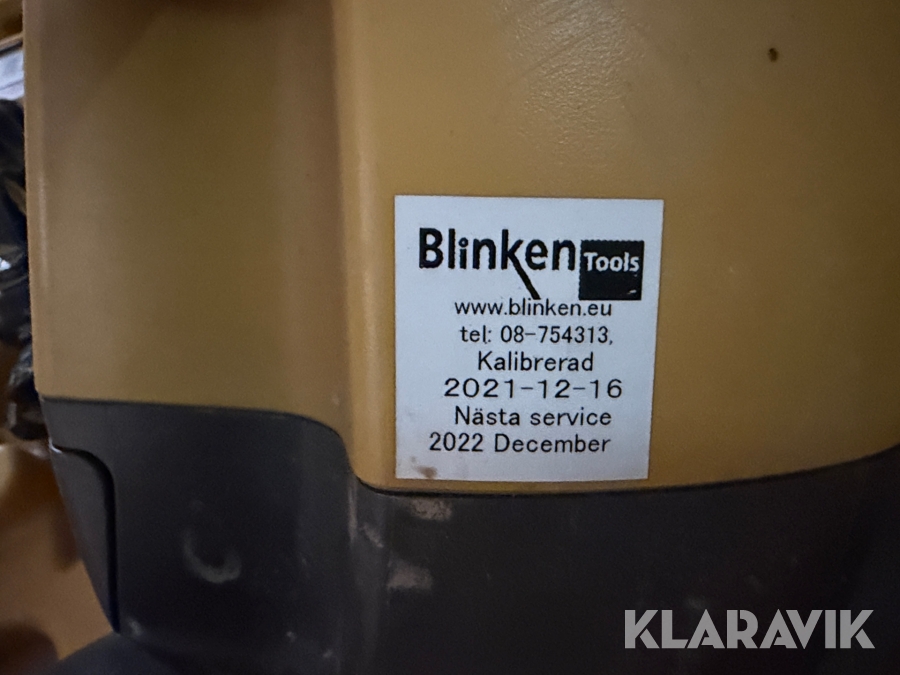 Blinken Tools
www.blinken.eu
tel: 08-754313,
Kalibrerad
2021-12-16
Nästa service
2022 December
KLARAVIK